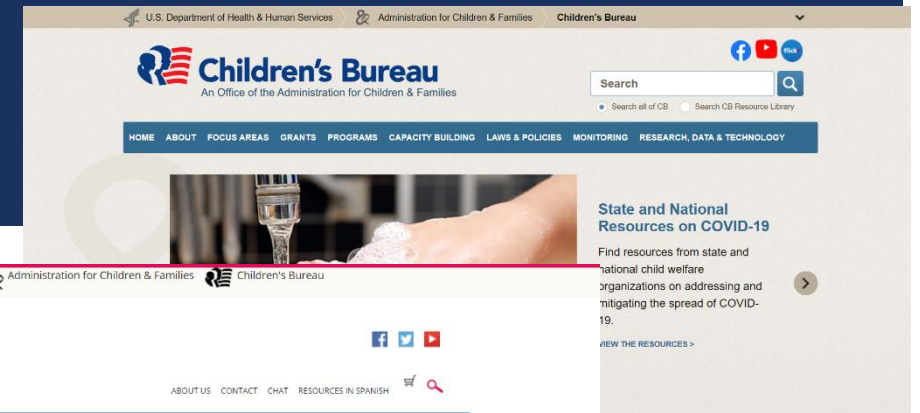 U.S. Department of Health & Human Services Administration for Children & Families Children's Bureau
flick
Children's Bureau
An Office of the Administration for Children & Families
Search
Search all of CB Search CB Resource Library
HOME ABOUT FOCUS AREAS GRANTS PROGRAMS CAPACITY BUILDING LAWS & POLICIES MONITORING RESEARCH, DATA & TECHNOLOGY
State and National
Resources on COVID-19
Find resources from state and
national child welfare
organizations on addressing and
mitigating the spread of COVID-
19.
VIEW THE RESOURCES >
Administration for Children & Families Children's Bureau
ABOUT US CONTACT CHAT RESOURCES IN SPANISH